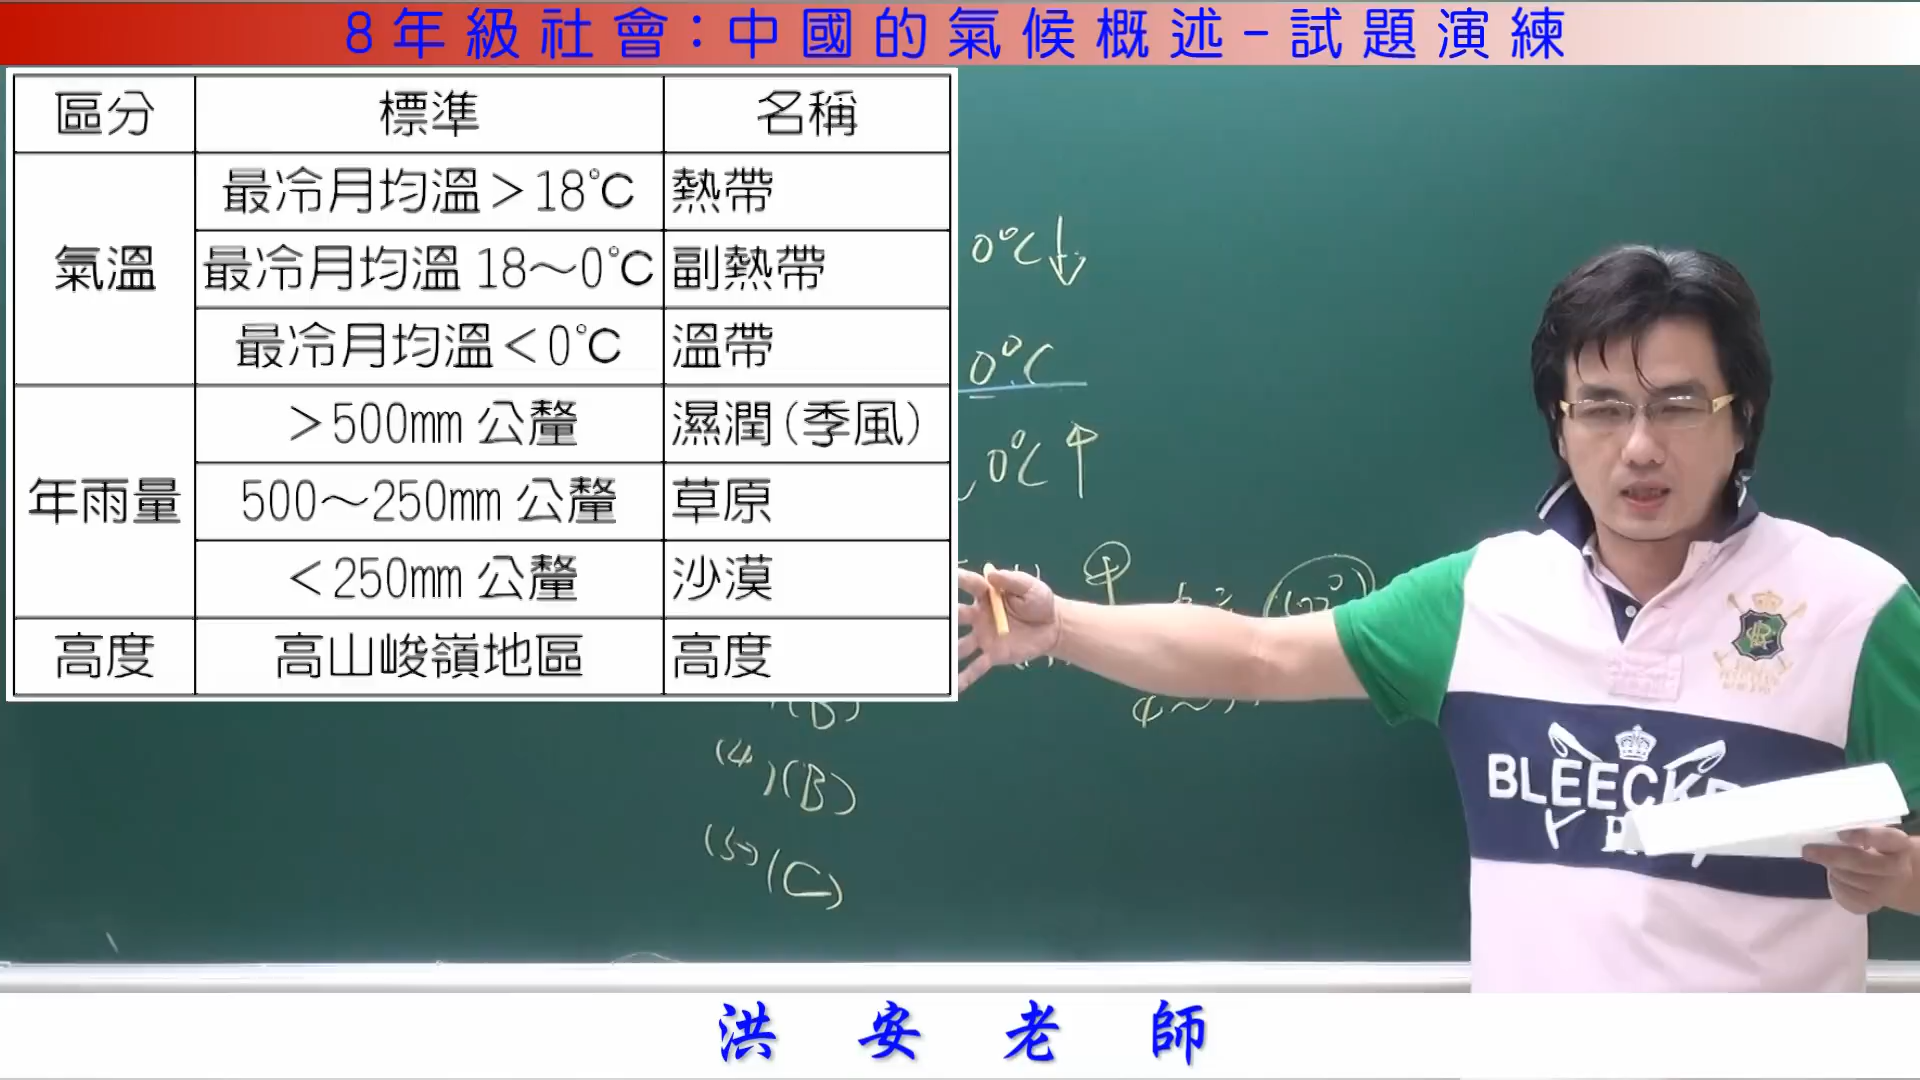 8年級社會:中國的氣候概述-試題演練
區分 標準 名稱
氣溫 最冷月均溫>18℃ 熱帶
最冷月均溫 18~0℃ 副熱帶
最冷月均溫<0℃ 溫帶
年雨量 >500mm 公釐 濕潤(季風)
500~250mm 公釐 草原
<250mm 公釐 沙漠
高度 高山峻嶺地區 高度
0°C↓
0°C
0°C↑
(B)
(4) (B)
(5) (C)
BLEECKE
洪安老師